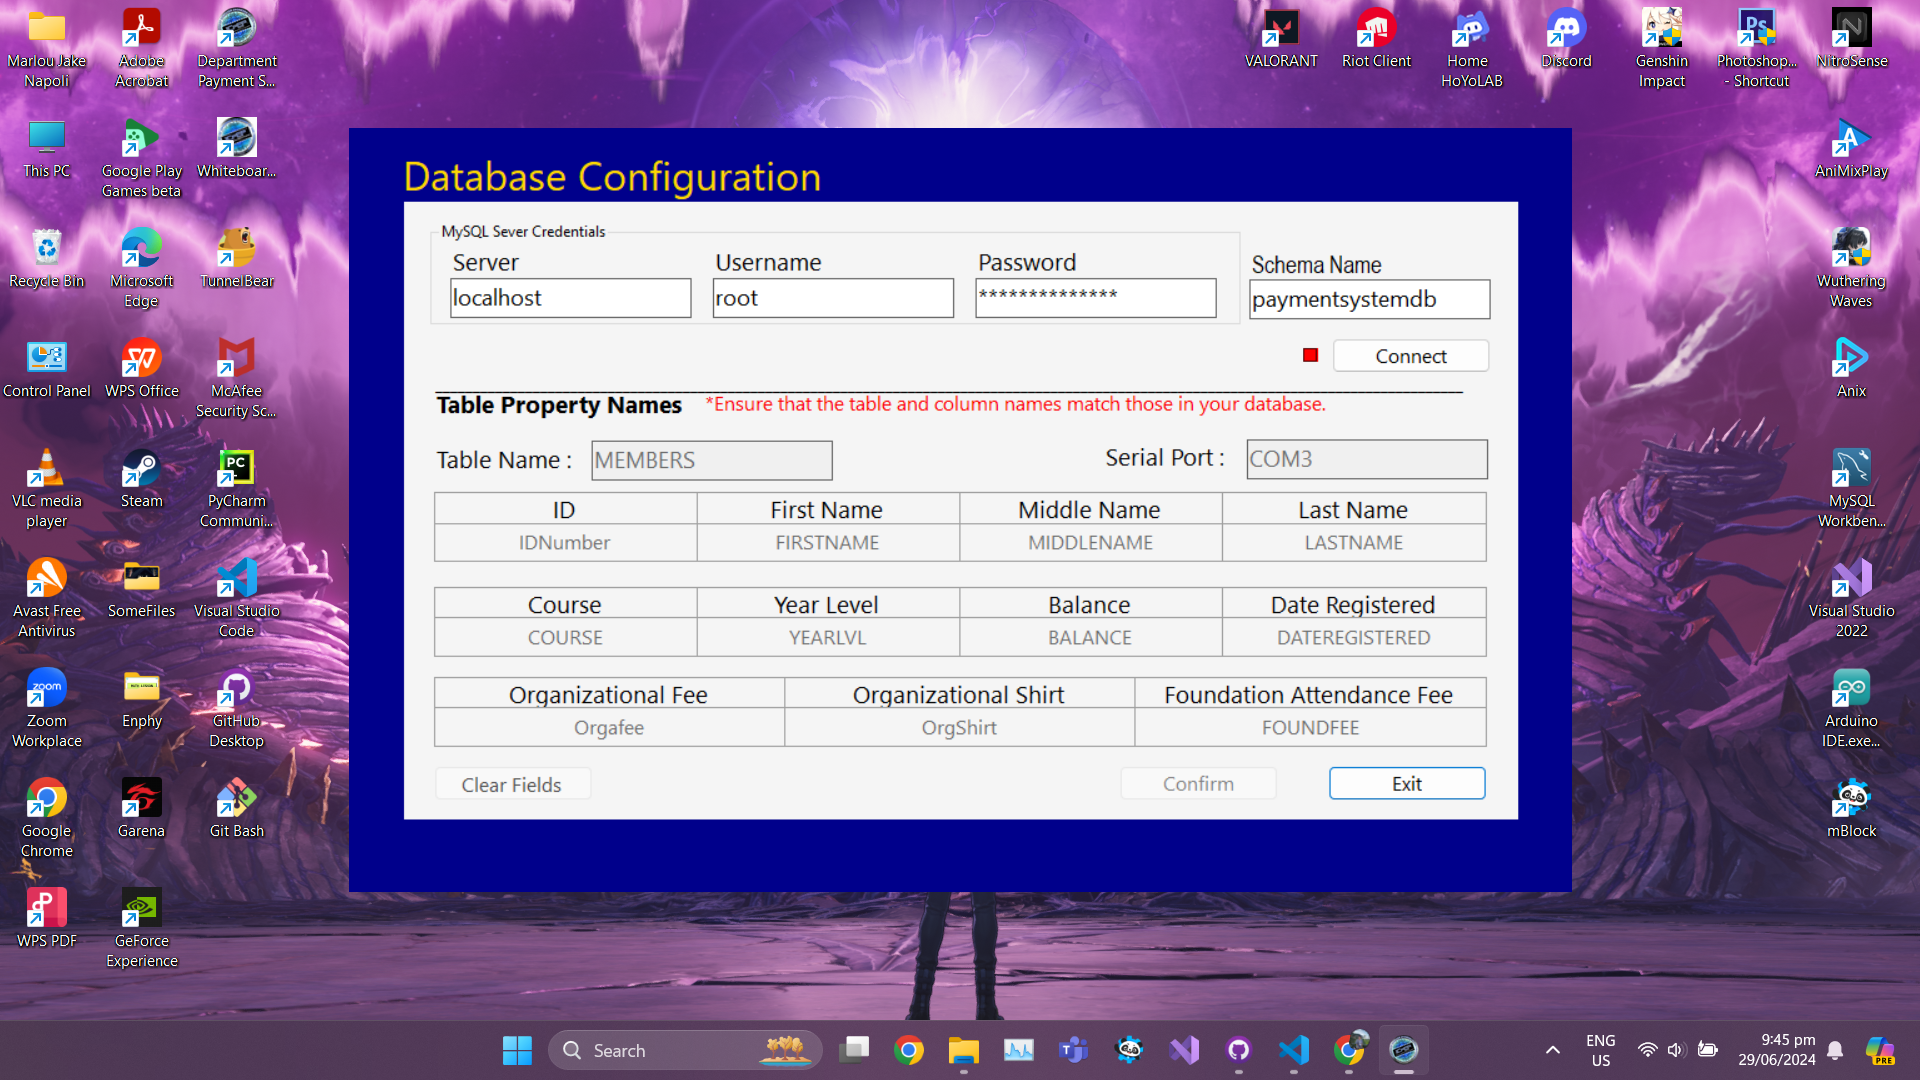 Marlou Jake
Napoli
Adobe
Acrobat
Department
Payment S...
VALORANT
Riot Client
Home
HoYoLAB
Discord
Genshin
Impact
Photoshop...
- Shortcut
NitroSense
This PC
Google Play
Games beta
Whiteboar...
AniMixPlay
Recycle Bin
Microsoft
Edge
TunnelBear
Wuthering
Waves
Control Panel
WPS Office
McAfee
Security Sc...
Anix
VLC media
player
Steam
PyCharm
Communi...
MySQL
Workben...
Avast Free
Antivirus
SomeFiles
Visual Studio
Code
Visual Studio
2022
Zoom
Workplace
Enphy
GitHub
Desktop
Arduino
IDE.exe...
Google
Chrome
Garena
Git Bash
mBlock
WPS PDF
GeForce
Experience
Database Configuration
MySQL Sever Credentials
Server
Username
Password
Schema Name
localhost
root
**************
paymentsystemdb
Connect
Table Property Names
*Ensure that the table and column names match those in your database.
Table Name :
MEMBERS
Serial Port :
COM3
ID
First Name
Middle Name
Last Name
IDNumber
FIRSTNAME
MIDDLENAME
LASTNAME
Course
Year Level
Balance
Date Registered
COURSE
YEARLVL
BALANCE
DATEREGISTERED
Organizational Fee
Organizational Shirt
Foundation Attendance Fee
Orgafee
OrgShirt
FOUNDFEE
Clear Fields
Confirm
Exit
Search
ENG
US
9:45 pm
29/06/2024
PRE